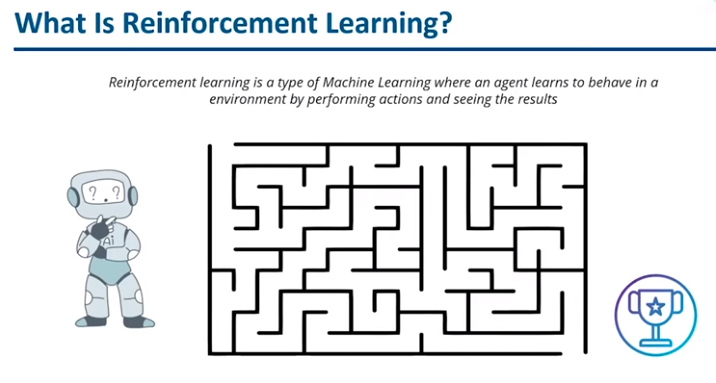 What Is Reinforcement Learning?
Reinforcement learning is a type of Machine Learning where an agent learns to behave in a
environment by performing actions and seeing the results
? ?
Ai